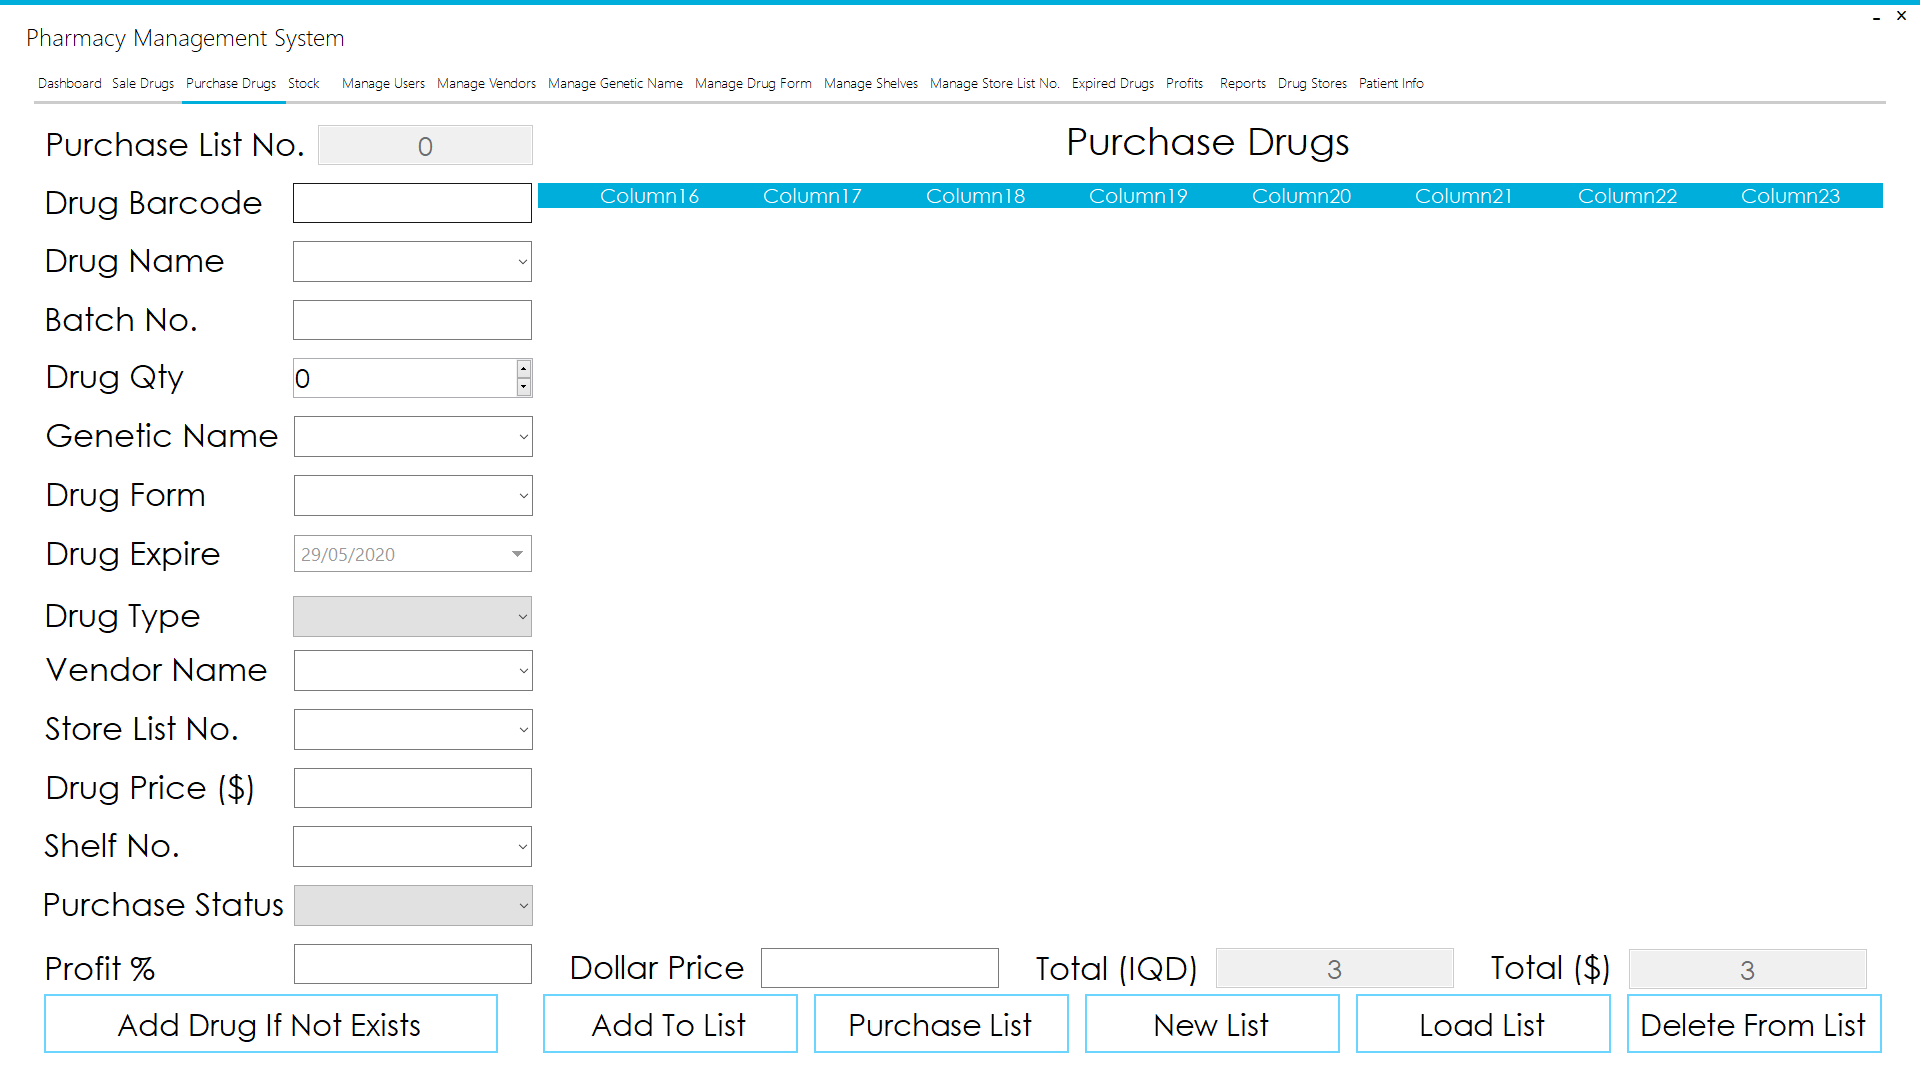 Pharmacy Management System
Dashboard Sale Drugs Purchase Drugs Stock Manage Users Manage Vendors Manage Genetic Name Manage Drug Form Manage Shelves Manage Store List No. Expired Drugs Profits Reports Drug Stores Patient Info
Purchase List No. 0
Purchase Drugs
Column16 Column17 Column18 Column19 Column20 Column21 Column22 Column23
Drug Barcode
Drug Name
Batch No.
Drug Qty 0
Genetic Name
Drug Form
Drug Expire 29/05/2020
Drug Type
Vendor Name
Store List No.
Drug Price ($)
Shelf No.
Purchase Status
Profit %
Dollar Price Total (IQD) 3 Total ($) 3
Add Drug If Not Exists Add To List Purchase List New List Load List Delete From List